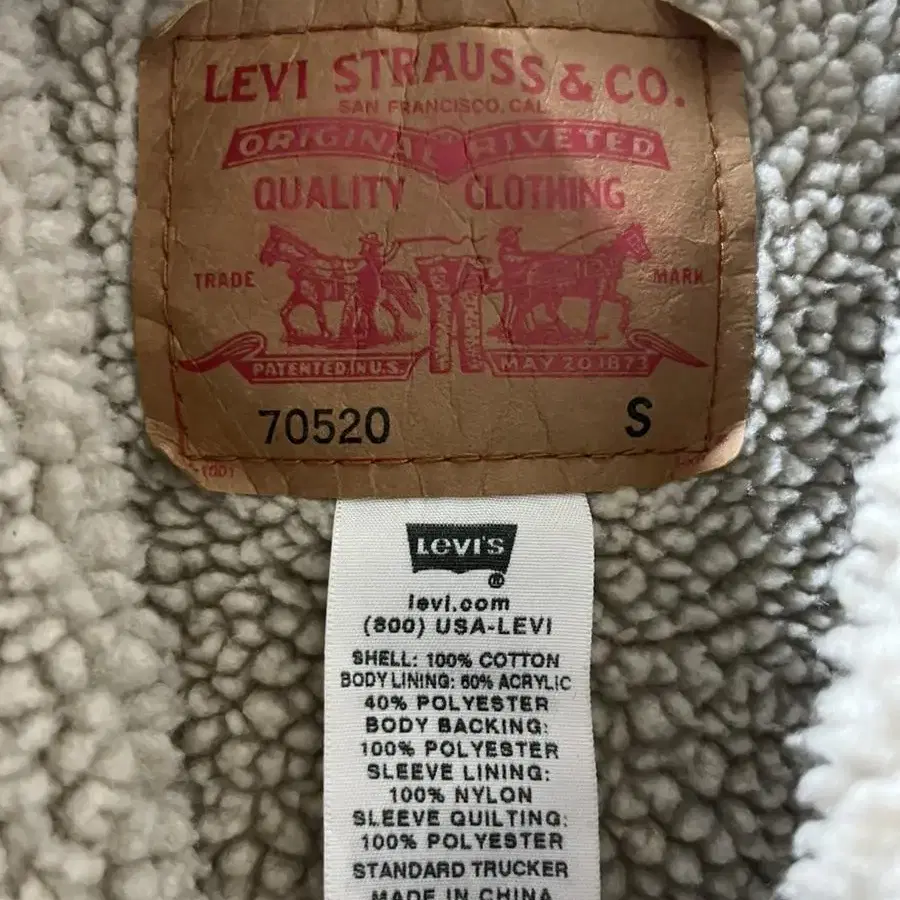 LEVI STRAUSS & CO.
SAN FRANCISCO, CAL
ORIGINAL RIVETED
QUALITY CLOTHING
TRADE MARK
PATENTED IN U.S. MAY 20 1873
70520 S
LEVI'S
®
levi.com
(800) USA-LEVI
SHELL: 100% COTTON
BODY LINING: 60% ACRYLIC
40% POLYESTER
BODY BACKING:
100% POLYESTER
SLEEVE LINING:
100% NYLON
SLEEVE QUILTING:
100% POLYESTER
STANDARD TRUCKER
MADE IN CHINA